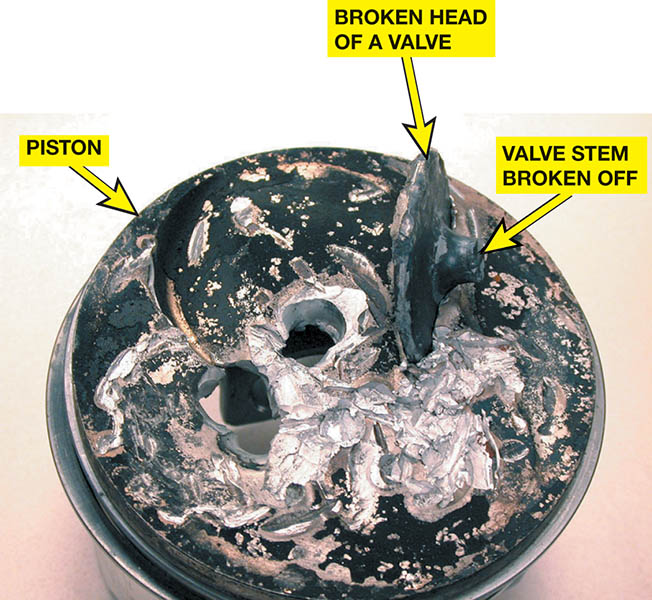 BROKEN HEAD
OF A VALVE
PISTON
VALVE STEM
BROKEN OFF